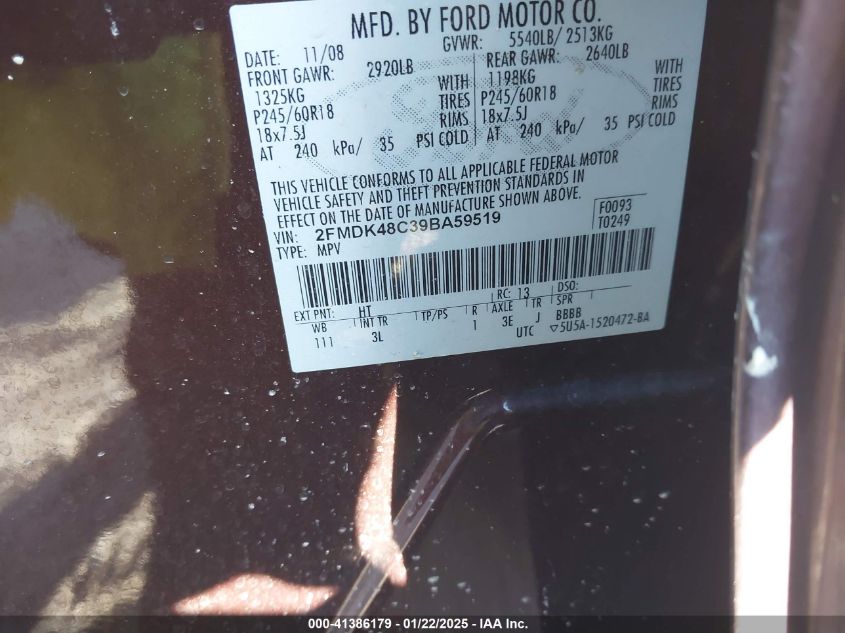 MFD. BY FORD MOTOR CO.
DATE: 11/08 GVWR: 5540LB/ 2513KG
FRONT GAWR: 2920LB REAR GAWR: 2640LB
1325KG WITH 1198KG WITH
P245/60R18 TIRES P245/60R18 TIRES
18x7.5J RIMS 18x7.5J RIMS
AT 240 kPa/ 35 PSI COLD AT 240 kPa/ 35 PSI COLD
THIS VEHICLE CONFORMS TO ALL APPLICABLE FEDERAL MOTOR
VEHICLE SAFETY AND THEFT PREVENTION STANDARDS IN
EFFECT ON THE DATE OF MANUFACTURE SHOWN ABOVE.
VIN: 2FMDK48C39BA59519 F0093
TYPE: MPV T0249
EXT PNT: HT RC: 13 DSO:
WB INT TR TP/PS R AXLE TR SPR
111 3L 1 3E J BBBB
UTC ▽5U5A-1520472-BA
000-41386179 - 01/22/2025 - IAA Inc.